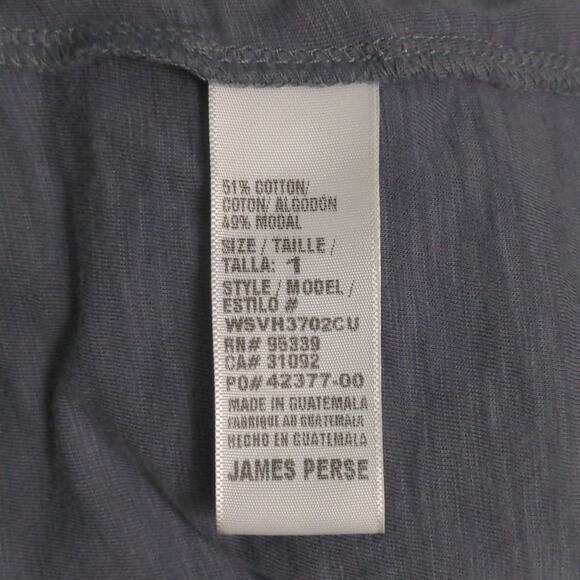 51% COTTON/
COTON/ ALGODÓN
49% MODAL
SIZE / TAILLE /
TALLA: 1
STYLE / MODEL /
ESTILO #
WSVH3702CU
RN# 95339
CA# 31092
PO# 42377-00
MADE IN GUATEMALA
FABRIQUE AU GUATEMALA
HECHO EN GUATEMALA
JAMES PERSE